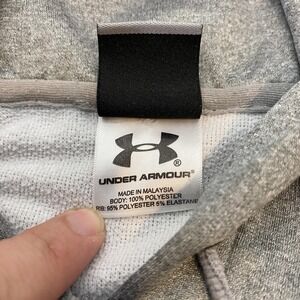 ®
UNDER ARMOUR
MADE IN MALAYSIA
BODY: 100% POLYESTER
RIB: 95% POLYESTER 5% ELASTANE